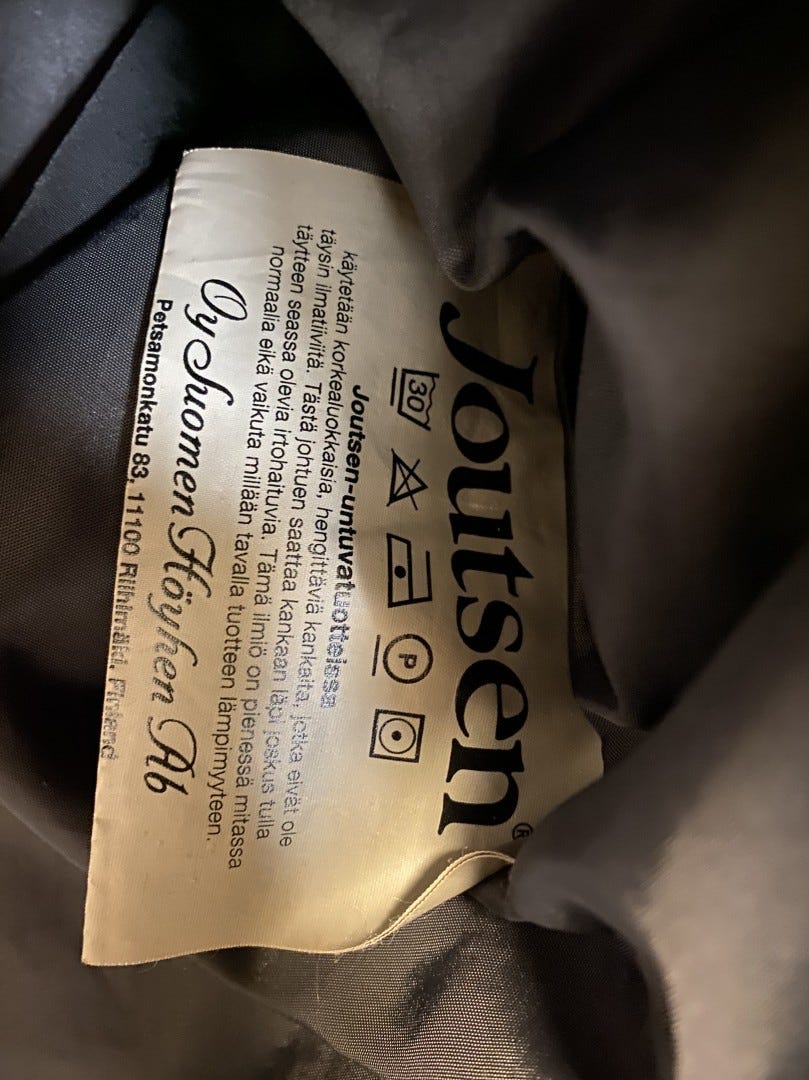 Joutsen®
30 P
Joutsen-untuvatuotteissa
käytetään korkealuokkaisia, hengittäviä kankaita, jotka eivät ole
täysin ilmatiiviitä. Tästä johtuen saattaa kankaan läpi joskus tulla
täytteen seassa olevia irtohaituvia. Tämä ilmiö on pienessä mitassa
normaalia eikä vaikuta millään tavalla tuotteen lämpimyyteen.
Oy Suomen Höyhen Ab
Petsamonkatu 83, 11100 Riihimäki, Finland